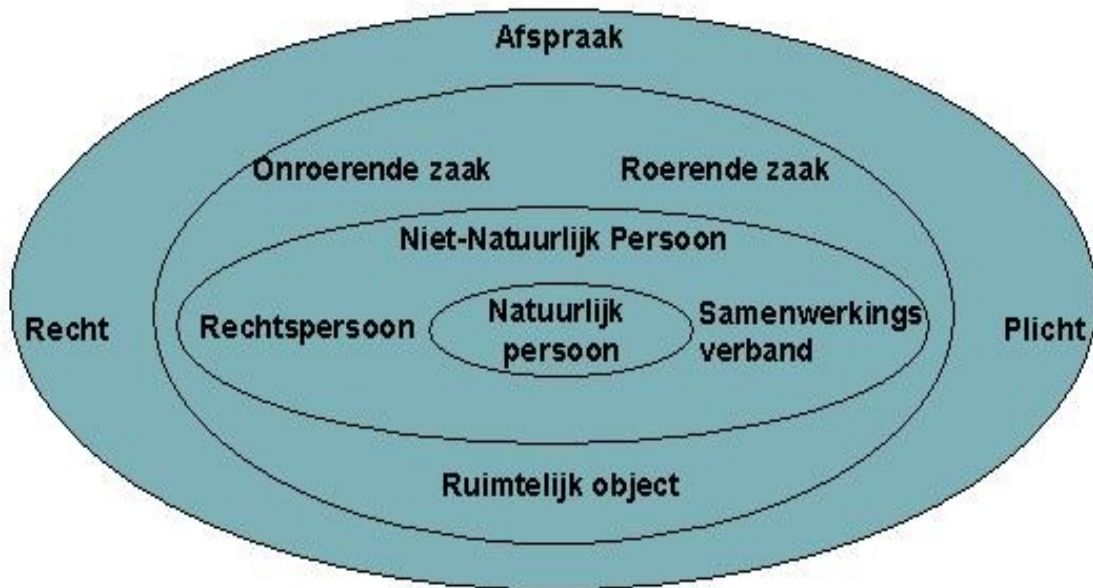 Afspraak
Onroerende zaak
Roerende zaak
Niet-Natuurlijk Persoon
Recht
Rechtspersoon
Natuurlijk
persoon
Samenwerkings
verband
Plicht
Ruimtelijk object